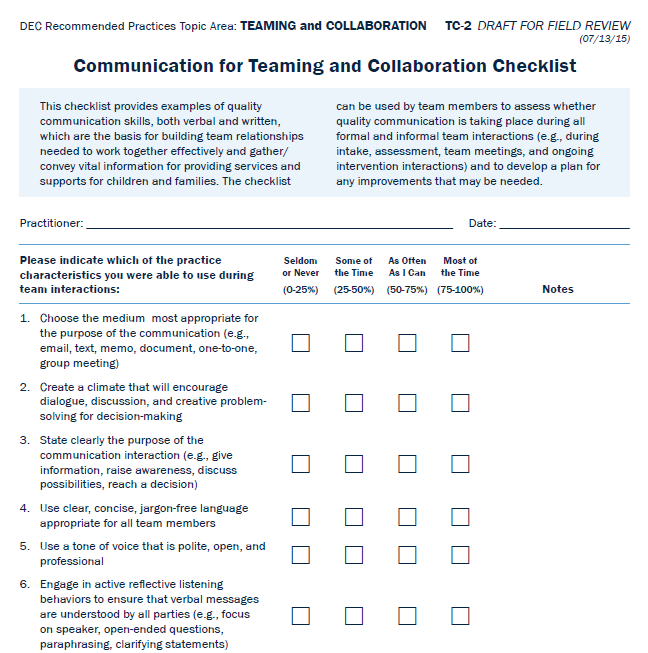 DEC Recommended Practices Topic Area: TEAMING and COLLABORATION TC-2 DRAFT FOR FIELD REVIEW
(07/13/15)
Communication for Teaming and Collaboration Checklist
This checklist provides examples of quality
communication skills, both verbal and written,
which are the basis for building team relationships
needed to work together effectively and gather/
convey vital information for providing services and
supports for children and families. The checklist
can be used by team members to assess whether
quality communication is taking place during all
formal and informal team interactions (e.g., during
intake, assessment, team meetings, and ongoing
intervention interactions) and to develop a plan for
any improvements that may be needed.
Practitioner: Date:
Please indicate which of the practice
characteristics you were able to use during
team interactions:
Seldom
or Never
(0-25%)
Some of
the Time
(25-50%)
As Often
As I Can
(50-75%)
Most of
the Time
(75-100%)
Notes
1. Choose the medium most appropriate for
the purpose of the communication (e.g.,
email, text, memo, document, one-to-one,
group meeting)
2. Create a climate that will encourage
dialogue, discussion, and creative problem-
solving for decision-making
3. State clearly the purpose of the
communication interaction (e.g., give
information, raise awareness, discuss
possibilities, reach a decision)
4. Use clear, concise, jargon-free language
appropriate for all team members
5. Use a tone of voice that is polite, open, and
professional
6. Engage in active reflective listening
behaviors to ensure that verbal messages
are understood by all parties (e.g., focus
on speaker, open-ended questions,
paraphrasing, clarifying statements)